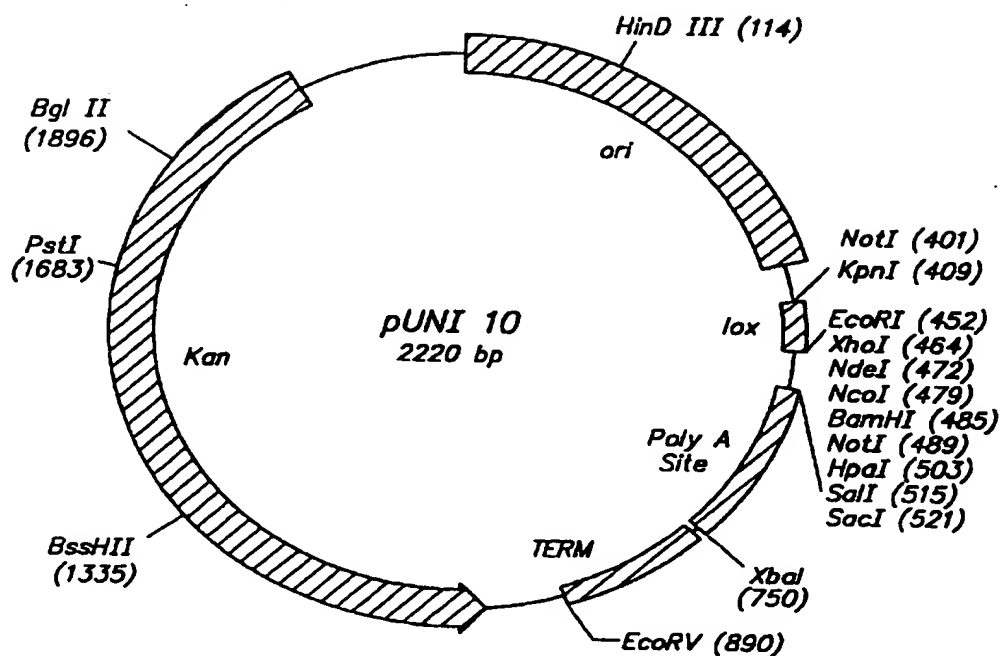 HinD III (114)
Bgl II
(1896)
ori
PstI
(1683)
NotI (401)
KpnI (409)
pUNI 10
2220 bp
lox
Kan
EcoRI (452)
XhoI (464)
NdeI (472)
NcoI (479)
BamHI (485)
NotI (489)
HpaI (503)
SalI (515)
SacI (521)
Poly A
Site
BssHII
(1335)
TERM
XbaI
(750)
EcoRV (890)